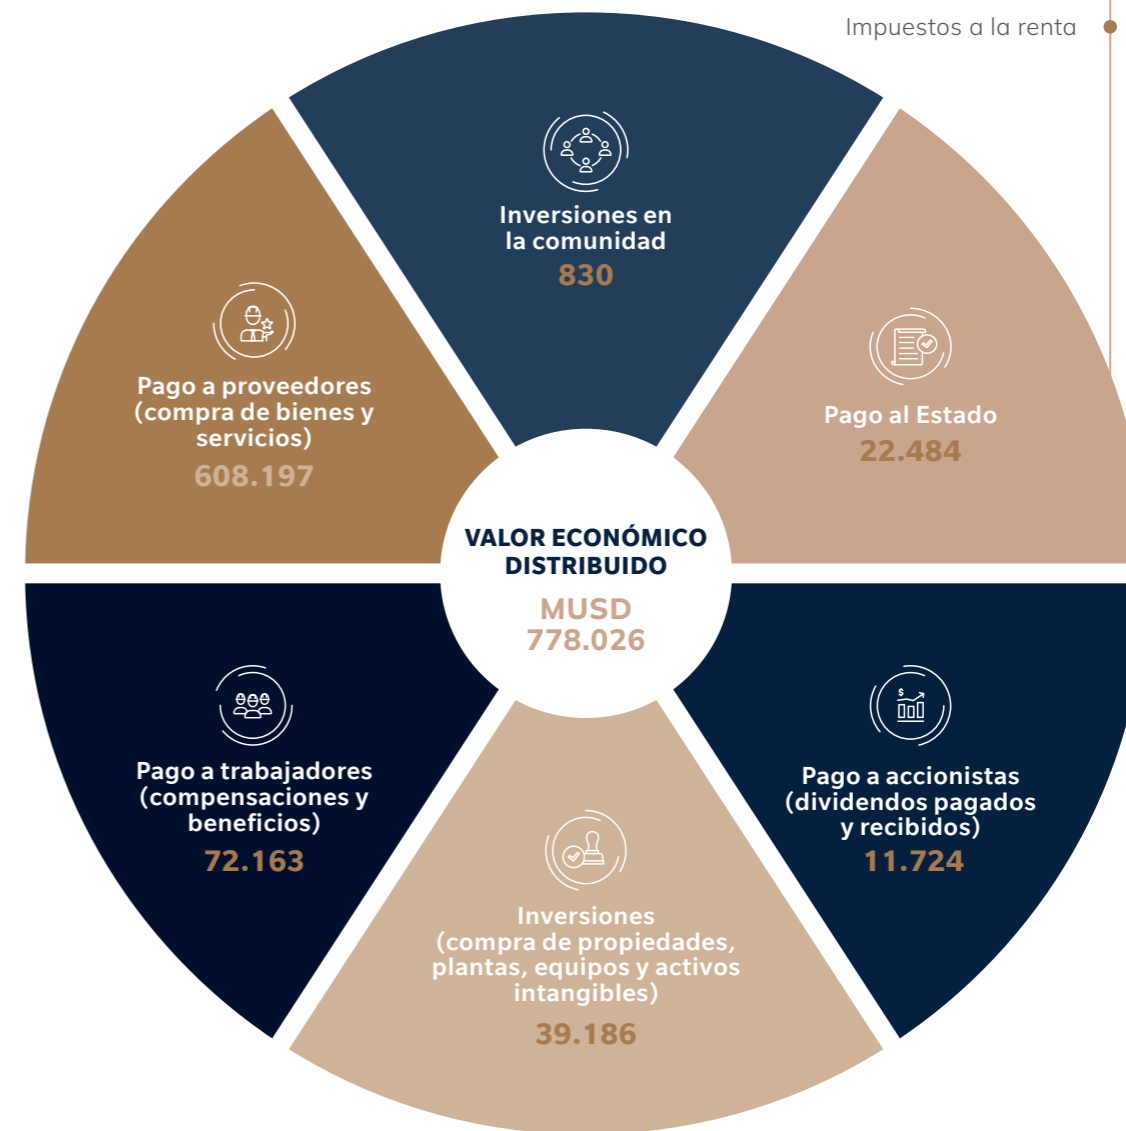 Impuestos a la renta
Inversiones en
la comunidad
830
Pago a proveedores
(compra de bienes y
servicios)
608.197
Pago al Estado
22.484
VALOR ECONÓMICO
DISTRIBUIDO
MUSD
778.026
Pago a trabajadores
(compensaciones y
beneficios)
72.163
Pago a accionistas
(dividendos pagados
y recibidos)
11.724
Inversiones
(compra de propiedades,
plantas, equipos y activos
intangibles)
39.186